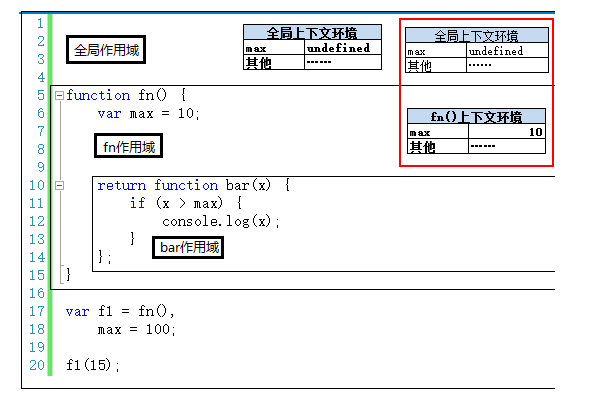 1
2
3
4
5 function fn() {
6 var max = 10;
7
8
9
10 return function bar(x) {
11 if (x > max) {
12 console.log(x);
13 }
14 };
15 }
16
17 var f1 = fn(),
18 max = 100;
19
20 f1(15);
全局作用域
fn作用域
bar作用域
全局上下文环境
max undefined
其他 ······
全局上下文环境
max undefined
其他 ······
fn()上下文环境
max 10
其他 ······